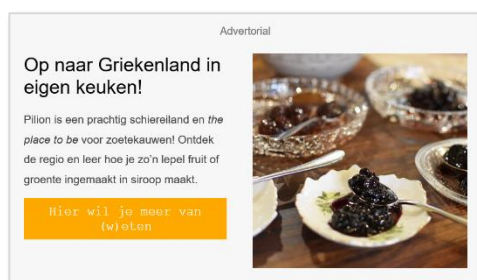 Advertorial
Op naar Griekenland in
eigen keuken!
Pilion is een prachtig schiereiland en the
place to be voor zoetekauwen! Ontdek
de regio en leer hoe je zo'n lepel fruit of
groente ingemaakt in siroop maakt.
Hier wil je meer van
(w)eten